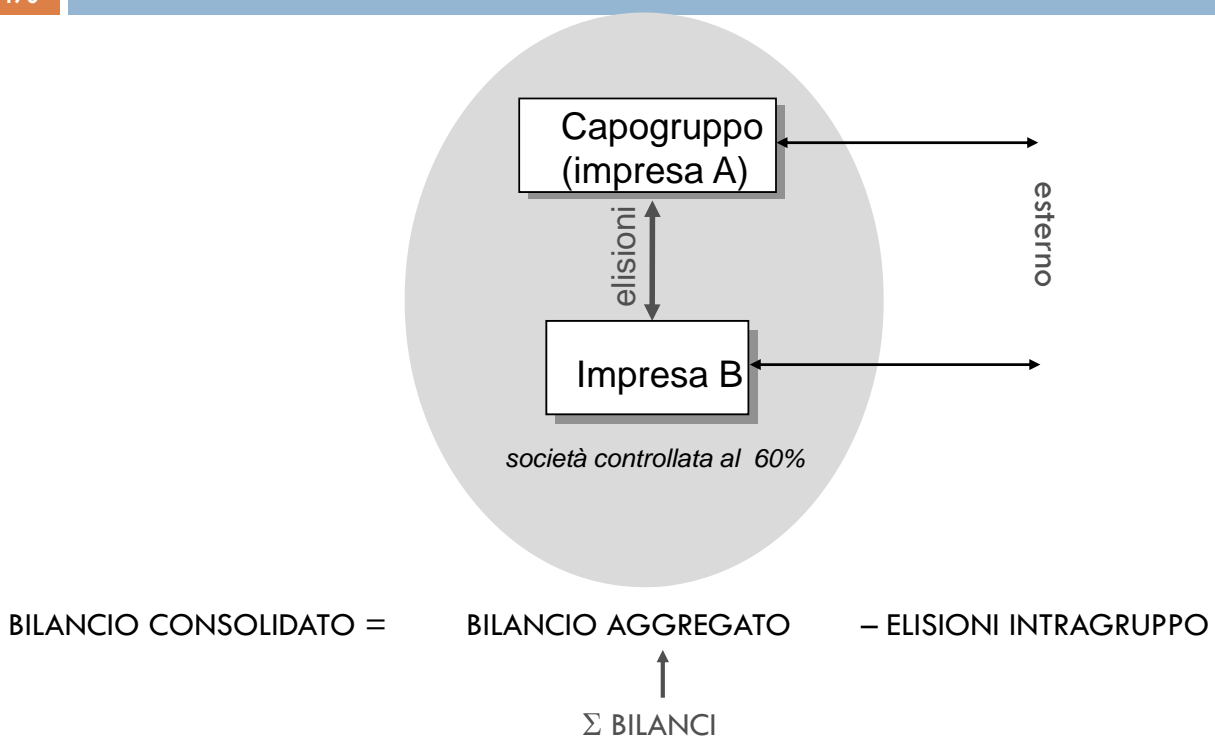 Capogruppo
(impresa A)
elisioni
esterno
Impresa B
società controllata al 60%
BILANCIO CONSOLIDATO = BILANCIO AGGREGATO – ELISIONI INTRAGRUPPO
Σ BILANCI